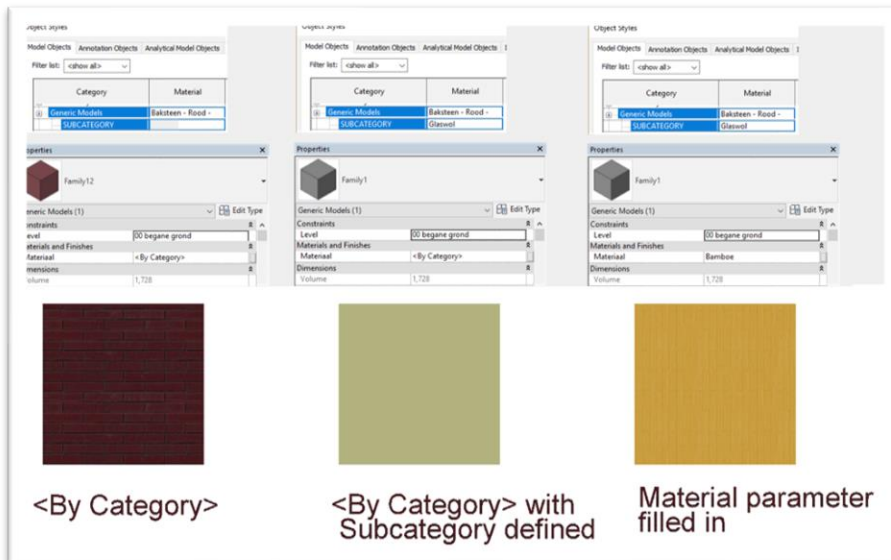 Object Styles
Model Objects Annotation Objects Analytical Model Objects
Filter list: <show all>
Category Material
Generic Models Baksteen - Rood -
SUBCATEGORY
Properties
Family12
Generic Models (1) Edit Type
Constraints
Level 00 begane grond
Materials and Finishes
Materiaal <By Category>
Dimensions
Volume 1,728
<By Category>
Object Styles
Model Objects Annotation Objects Analytical Model Objects
Filter list: <show all>
Category Material
Generic Models Baksteen - Rood -
SUBCATEGORY Glaswol
Properties
Family1
Generic Models (1) Edit Type
Constraints
Level 00 begane grond
Materials and Finishes
Materiaal <By Category>
Dimensions
Volume 1,728
<By Category> with
Subcategory defined
Object Styles
Model Objects Annotation Objects Analytical Model Objects
Filter list: <show all>
Category Material
Generic Models Baksteen - Rood -
SUBCATEGORY Glaswol
Properties
Family1
Generic Models (1) Edit Type
Constraints
Level 00 begane grond
Materials and Finishes
Materiaal Bamboe
Dimensions
Volume 1,728
Material parameter
filled in